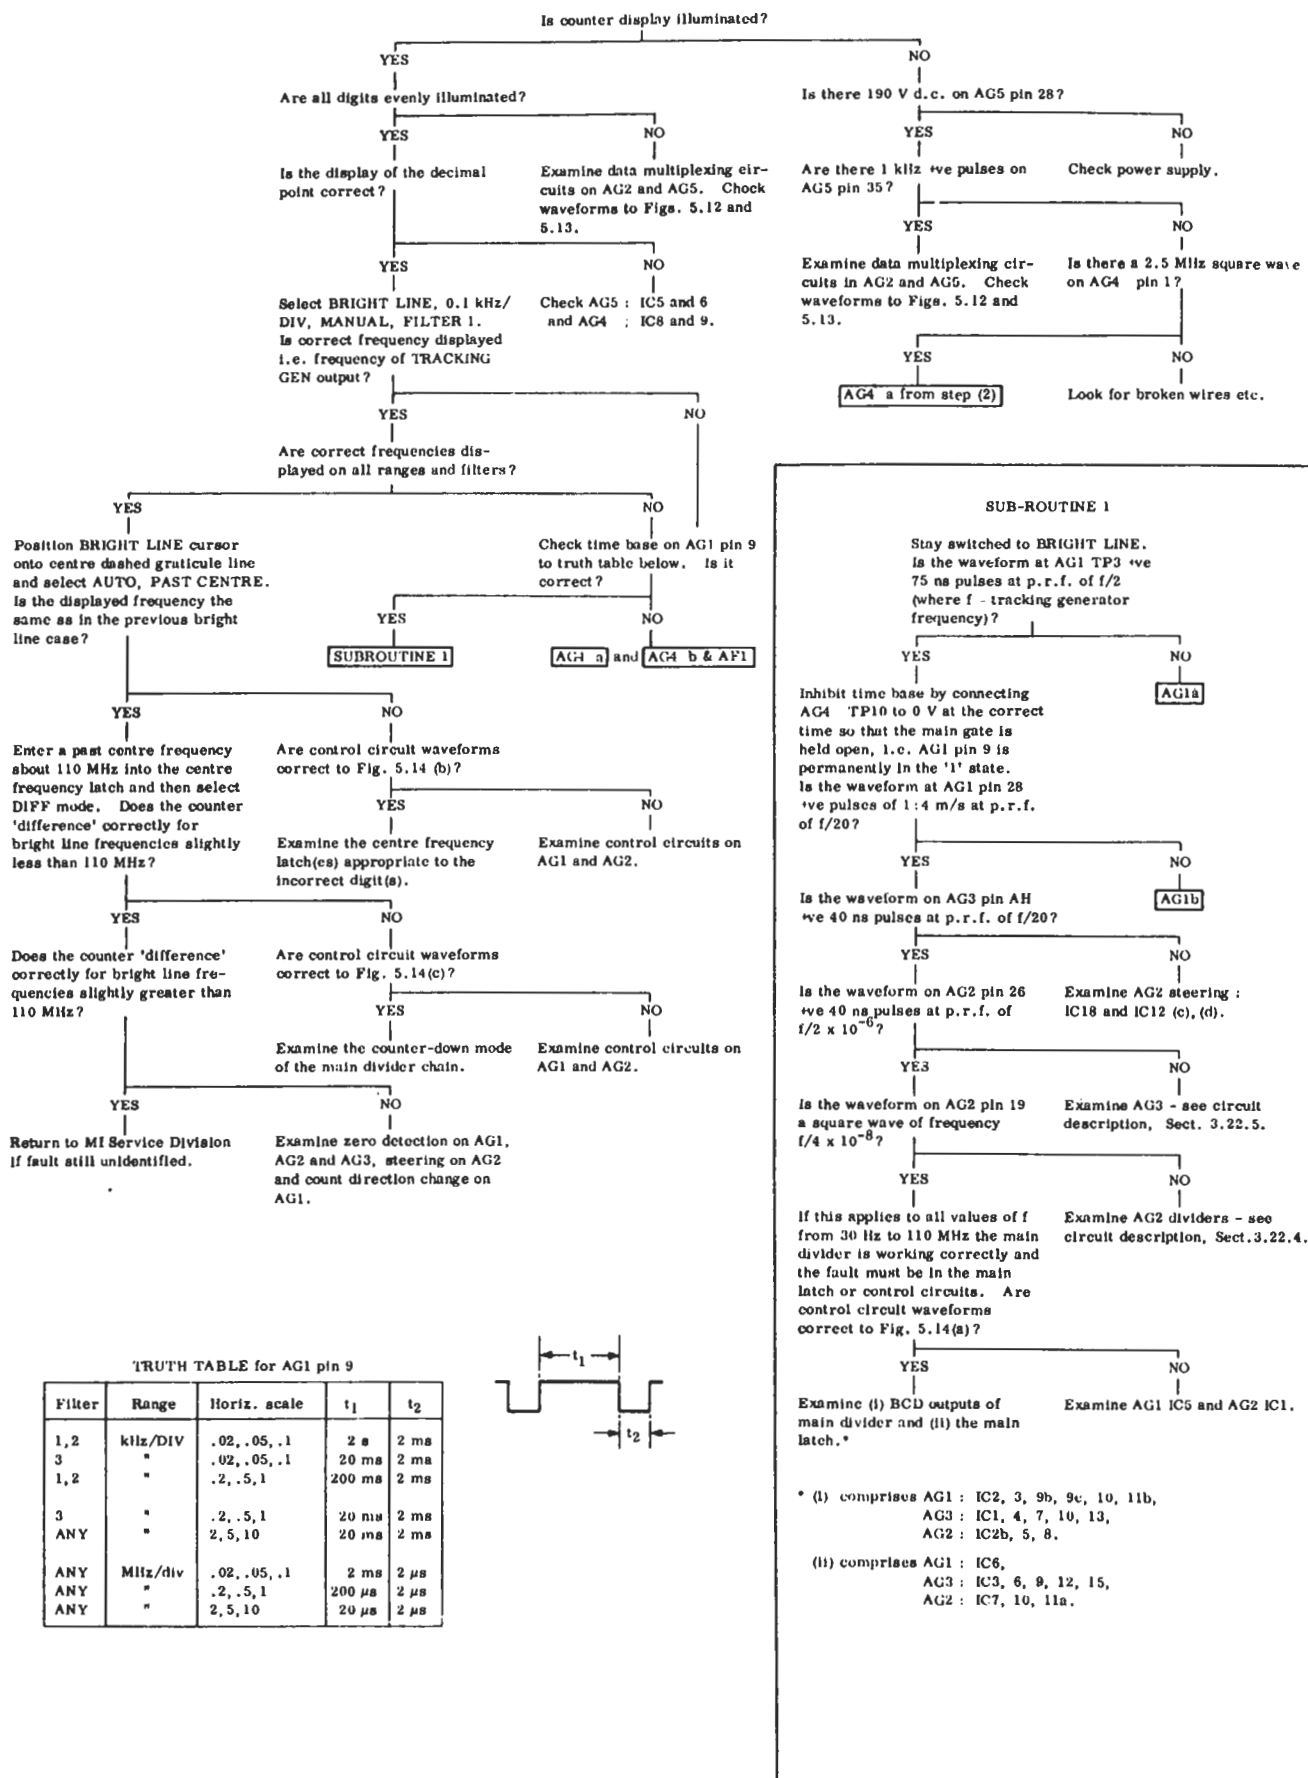 Is counter display illuminated?
YES
NO
Are all digits evenly illuminated?
YES
NO
Is the display of the decimal
point correct?
Examine data multiplexing cir-
cuits on AG2 and AG5. Chock
waveforms to Figs. 5.12 and
5.13.
YES
NO
Select BRIGHT LINE, 0.1 kHz/
DIV, MANUAL, FILTER 1.
Is correct frequency displayed
i.e. frequency of TRACKING
GEN output?
Check AG5 : IC5 and 6
and AG4 ; IC8 and 9.
YES
NO
Are correct frequencies dis-
played on all ranges and filters?
YES
NO
Position BRIGHT LINE cursor
onto centre dashed graticule line
and select AUTO, PAST CENTRE.
Is the displayed frequency the
same as in the previous bright
line case?
Check time base on AG1 pin 9
to truth table below. Is it
correct?
YES
NO
SUBROUTINE 1
AG4 a and AG4 b & AF1
YES
NO
Enter a past centre frequency
about 110 MHz into the centre
frequency latch and then select
DIFF mode. Does the counter
'difference' correctly for
bright line frequencies slightly
less than 110 MHz?
Are control circuit waveforms
correct to Fig. 5.14 (b)?
YES
NO
Examine the centre frequency
latch(es) appropriate to the
incorrect digit(s).
Examine control circuits on
AG1 and AG2.
YES
NO
Does the counter 'difference'
correctly for bright line fre-
quencies slightly greater than
110 MHz?
Are control circuit waveforms
correct to Fig. 5.14(c)?
YES
NO
Examine the counter-down mode
of the main divider chain.
Examine control circuits on
AG1 and AG2.
YES
NO
Return to MI Service Division
if fault still unidentified.
Examine zero detection on AG1,
AG2 and AG3, steering on AG2
and count direction change on
AG1.
Is there 190 V d.c. on AG5 pin 28?
YES
NO
Are there 1 kHz +ve pulses on
AG5 pin 35?
Check power supply.
YES
NO
Examine data multiplexing cir-
cuits in AG2 and AG5. Check
waveforms to Figs. 5.12 and
5.13.
Is there a 2.5 MHz square wave
on AG4 pin 1?
YES
NO
AG4 a from step (2)
Look for broken wires etc.
SUB-ROUTINE 1
Stay switched to BRIGHT LINE.
Is the waveform at AG1 TP3 +ve
75 ns pulses at p.r.f. of f/2
(where f - tracking generator
frequency)?
YES
NO
AG1a
Inhibit time base by connecting
AG4 TP10 to 0 V at the correct
time so that the main gate is
held open, i.e. AG1 pin 9 is
permanently in the '1' state.
Is the waveform at AG1 pin 28
+ve pulses of 1:4 m/s at p.r.f.
of f/20?
YES
NO
AG1b
Is the waveform on AG3 pin AH
+ve 40 ns pulses at p.r.f. of f/20?
YES
NO
Is the waveform on AG2 pin 26
+ve 40 ns pulses at p.r.f. of
f/2 x 10⁻⁶?
Examine AG2 steering :
IC18 and IC12 (c), (d).
YES
NO
Is the waveform on AG2 pin 19
a square wave of frequency
f/4 x 10⁻⁸?
Examine AG3 - see circuit
description, Sect. 3.22.5.
YES
NO
If this applies to all values of f
from 30 Hz to 110 MHz the main
divider is working correctly and
the fault must be in the main
latch or control circuits. Are
control circuit waveforms
correct to Fig. 5.14(a)?
Examine AG2 dividers - see
circuit description, Sect.3.22.4.
YES
NO
Examine (i) BCD outputs of
main divider and (ii) the main
latch.*
Examine AG1 IC5 and AG2 IC1.
* (i) comprises AG1 : IC2, 3, 9b, 9c, 10, 11b,
AG3 : IC1, 4, 7, 10, 13,
AG2 : IC2b, 5, 8.
(ii) comprises AG1 : IC6,
AG3 : IC3, 6, 9, 12, 15,
AG2 : IC7, 10, 11a.
TRUTH TABLE for AG1 pin 9
Filter Range Horiz. scale t₁ t₂
1,2 kHz/DIV .02,.05,.1 2 s 2 ms
3 " .02,.05,.1 20 ms 2 ms
1,2 " .2,.5,1 200 ms 2 ms
3 " .2,.5,1 20 ms 2 ms
ANY " 2,5,10 20 ms 2 ms
ANY MHz/div .02,.05,.1 2 ms 2 µs
ANY " .2,.5,1 200 µs 2 µs
ANY " 2,5,10 20 µs 2 µs
t₁
t₂